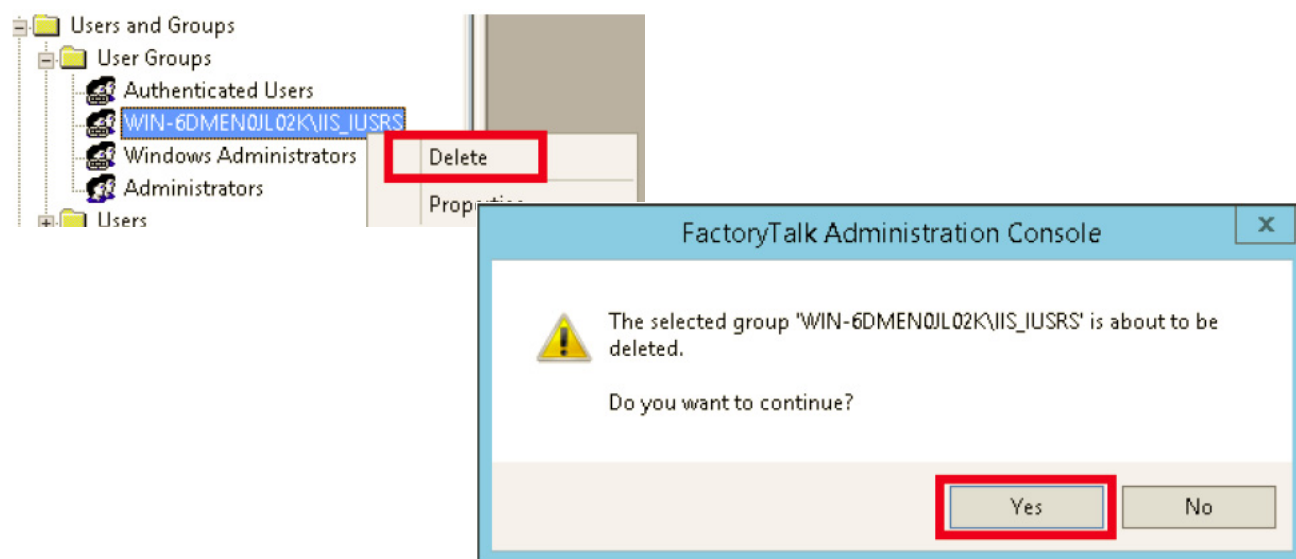 Users and Groups
User Groups
Authenticated Users
WIN-6DMEN0JL02K\IIS_IUSRS
Windows Administrators
Administrators
Users
Delete
FactoryTalk Administration Console
x
The selected group 'WIN-6DMEN0JL02K\IIS_IUSRS' is about to be
deleted.
Do you want to continue?
Yes
No